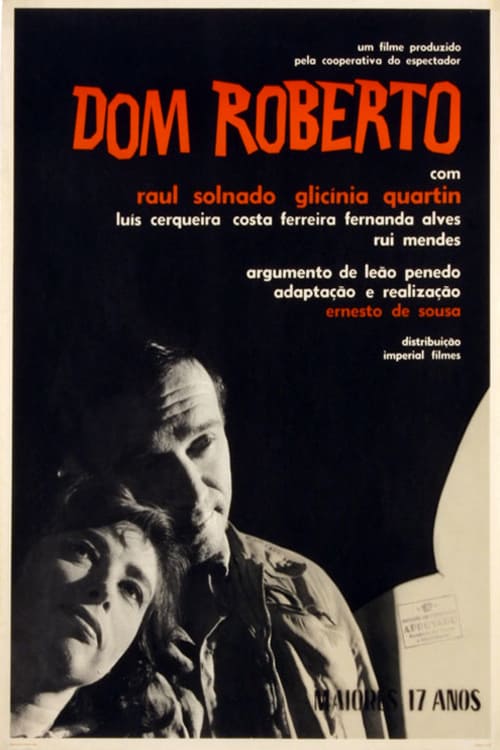 um filme produzido
pela cooperativa do espectador
DOM ROBERTO
com
raul solnado glicínia quartin
luís cerqueira costa ferreira fernanda alves
rui mendes
argumento de leão penedo
adaptação e realização
ernesto de sousa
distribuição
imperial filmes
APROVADO
MAIORES 17 ANOS